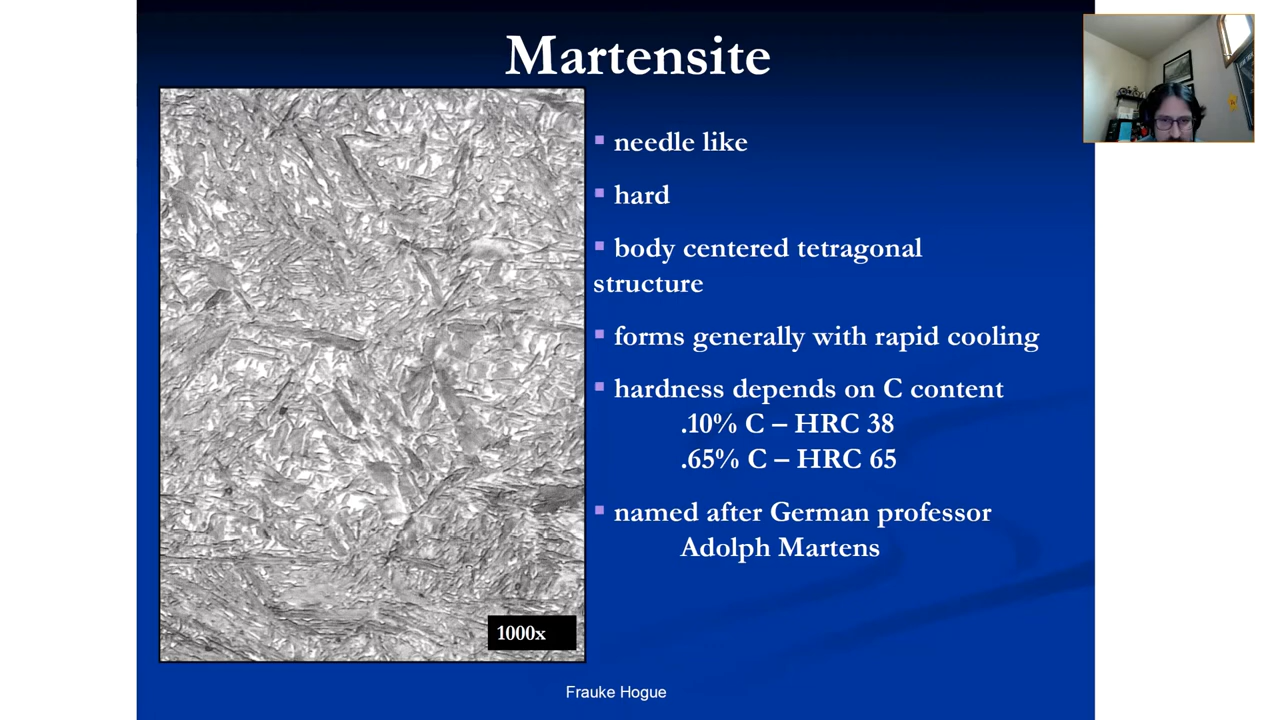 Martensite
needle like
hard
body centered tetragonal
structure
forms generally with rapid cooling
hardness depends on C content
.10% C – HRC 38
.65% C – HRC 65
named after German professor
Adolph Martens
1000x
Frauke Hogue